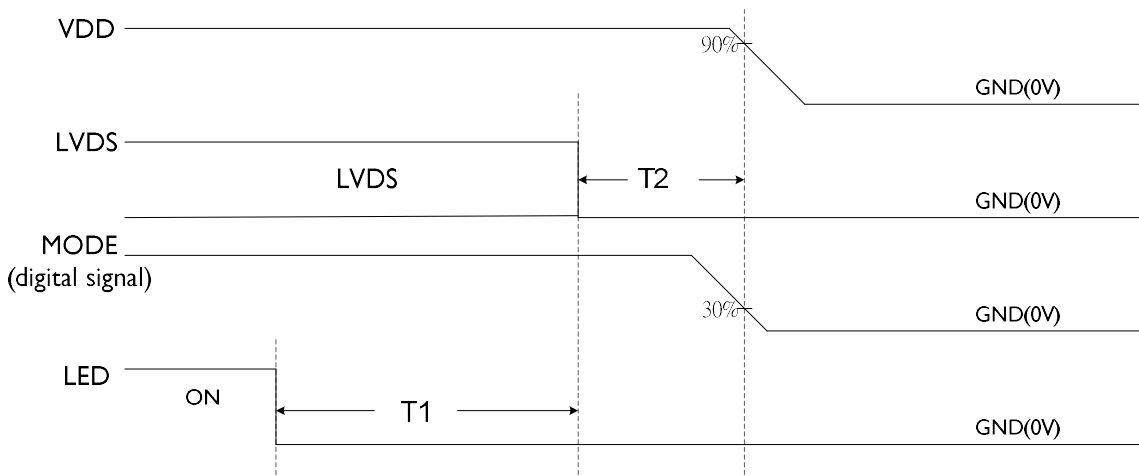 VDD
90%
GND(0V)
LVDS
LVDS
T2
GND(0V)
MODE
(digital signal)
30%
GND(0V)
LED
ON
T1
GND(0V)